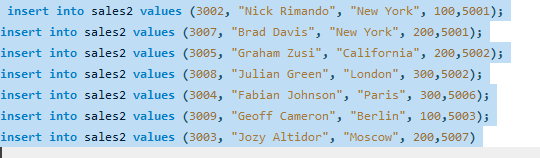 insert into sales2 values (3002, "Nick Rimando", "New York", 100,5001);
insert into sales2 values (3007, "Brad Davis", "New York", 200,5001);
insert into sales2 values (3005, "Graham Zusi", "California", 200,5002);
insert into sales2 values (3008, "Julian Green", "London", 300,5002);
insert into sales2 values (3004, "Fabian Johnson", "Paris", 300,5006);
insert into sales2 values (3009, "Geoff Cameron", "Berlin", 100,5003);
insert into sales2 values (3003, "Jozy Altidor", "Moscow", 200,5007)